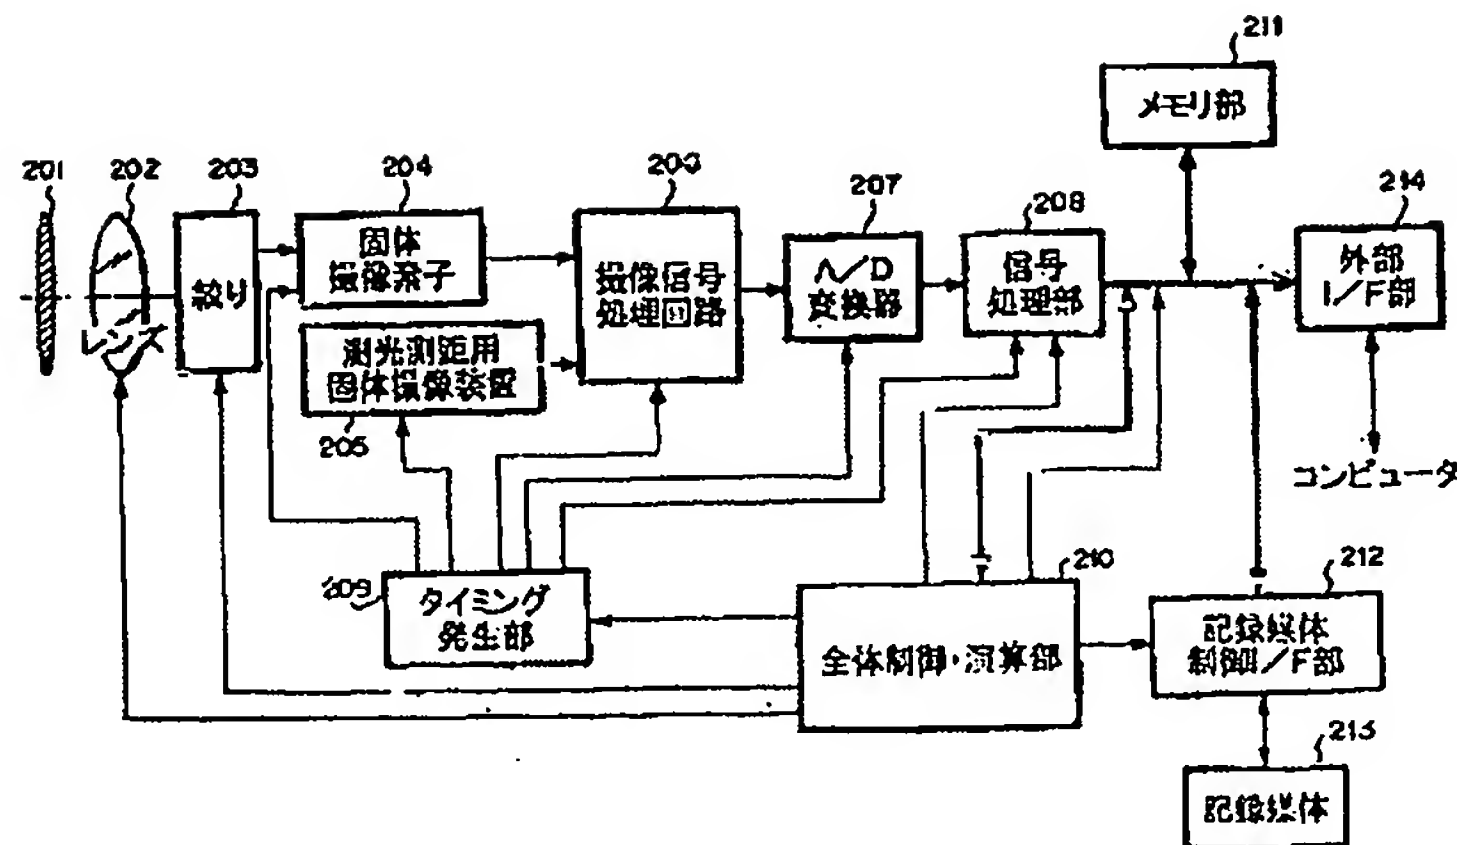 211
メモリ部
201
202
203
204
206
207
208
214
レンズ
絞り
固体
撮像素子
撮像信号
処理回路
A/D
変換器
信号
処理部
外部
I/F部
測光測距用
固体撮像装置
205
コンピュータ
209
タイミング
発生部
210
全体制御・演算部
212
記録媒体
制御I/F部
213
記録媒体